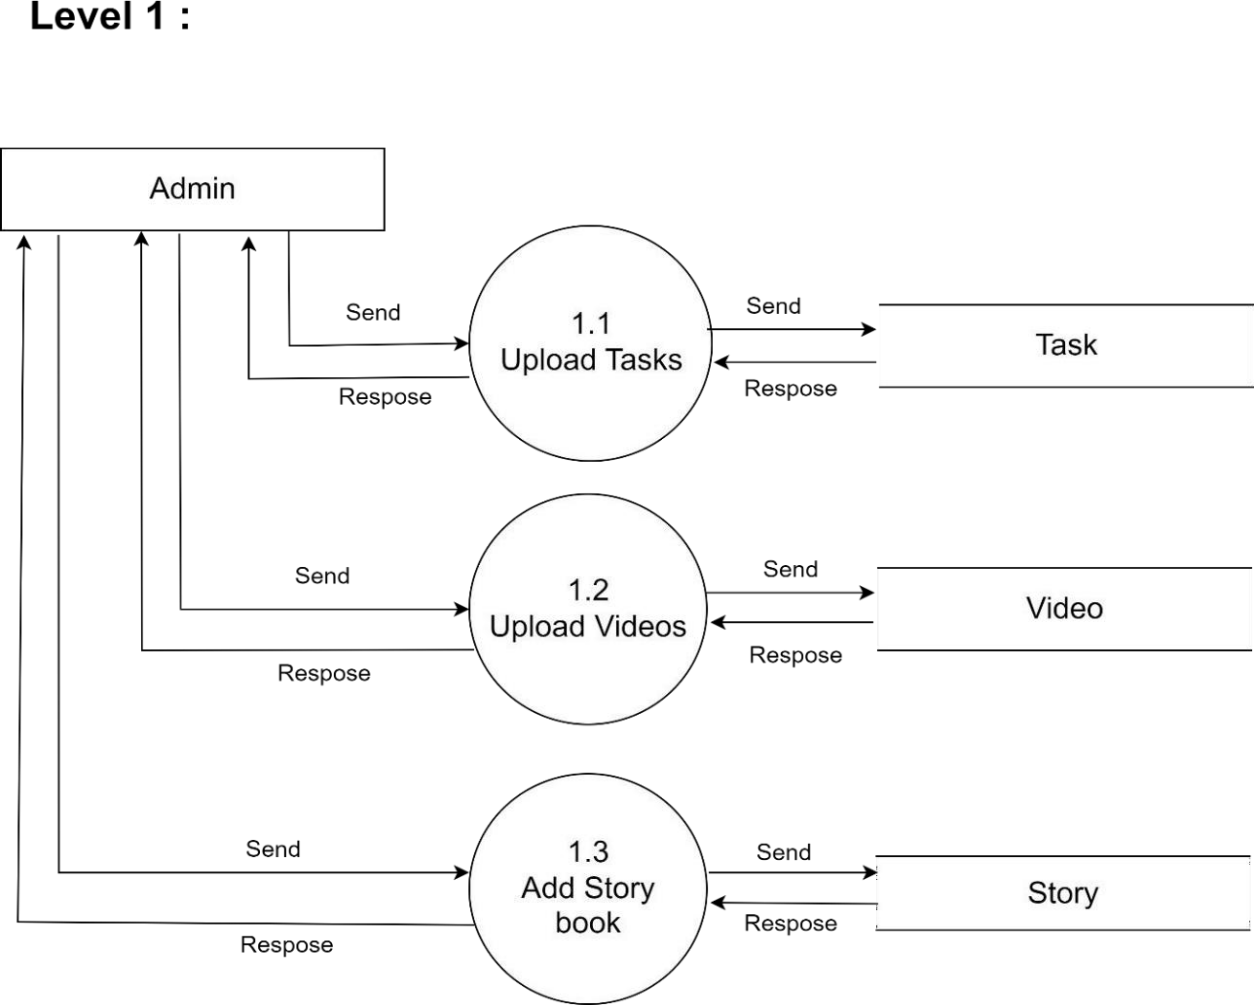 Level 1 :
Admin
Send
1.1
Upload Tasks
Respose
Send
Task
Respose
Send
1.2
Upload Videos
Respose
Send
Video
Respose
Send
1.3
Add Story
book
Respose
Send
Story
Respose